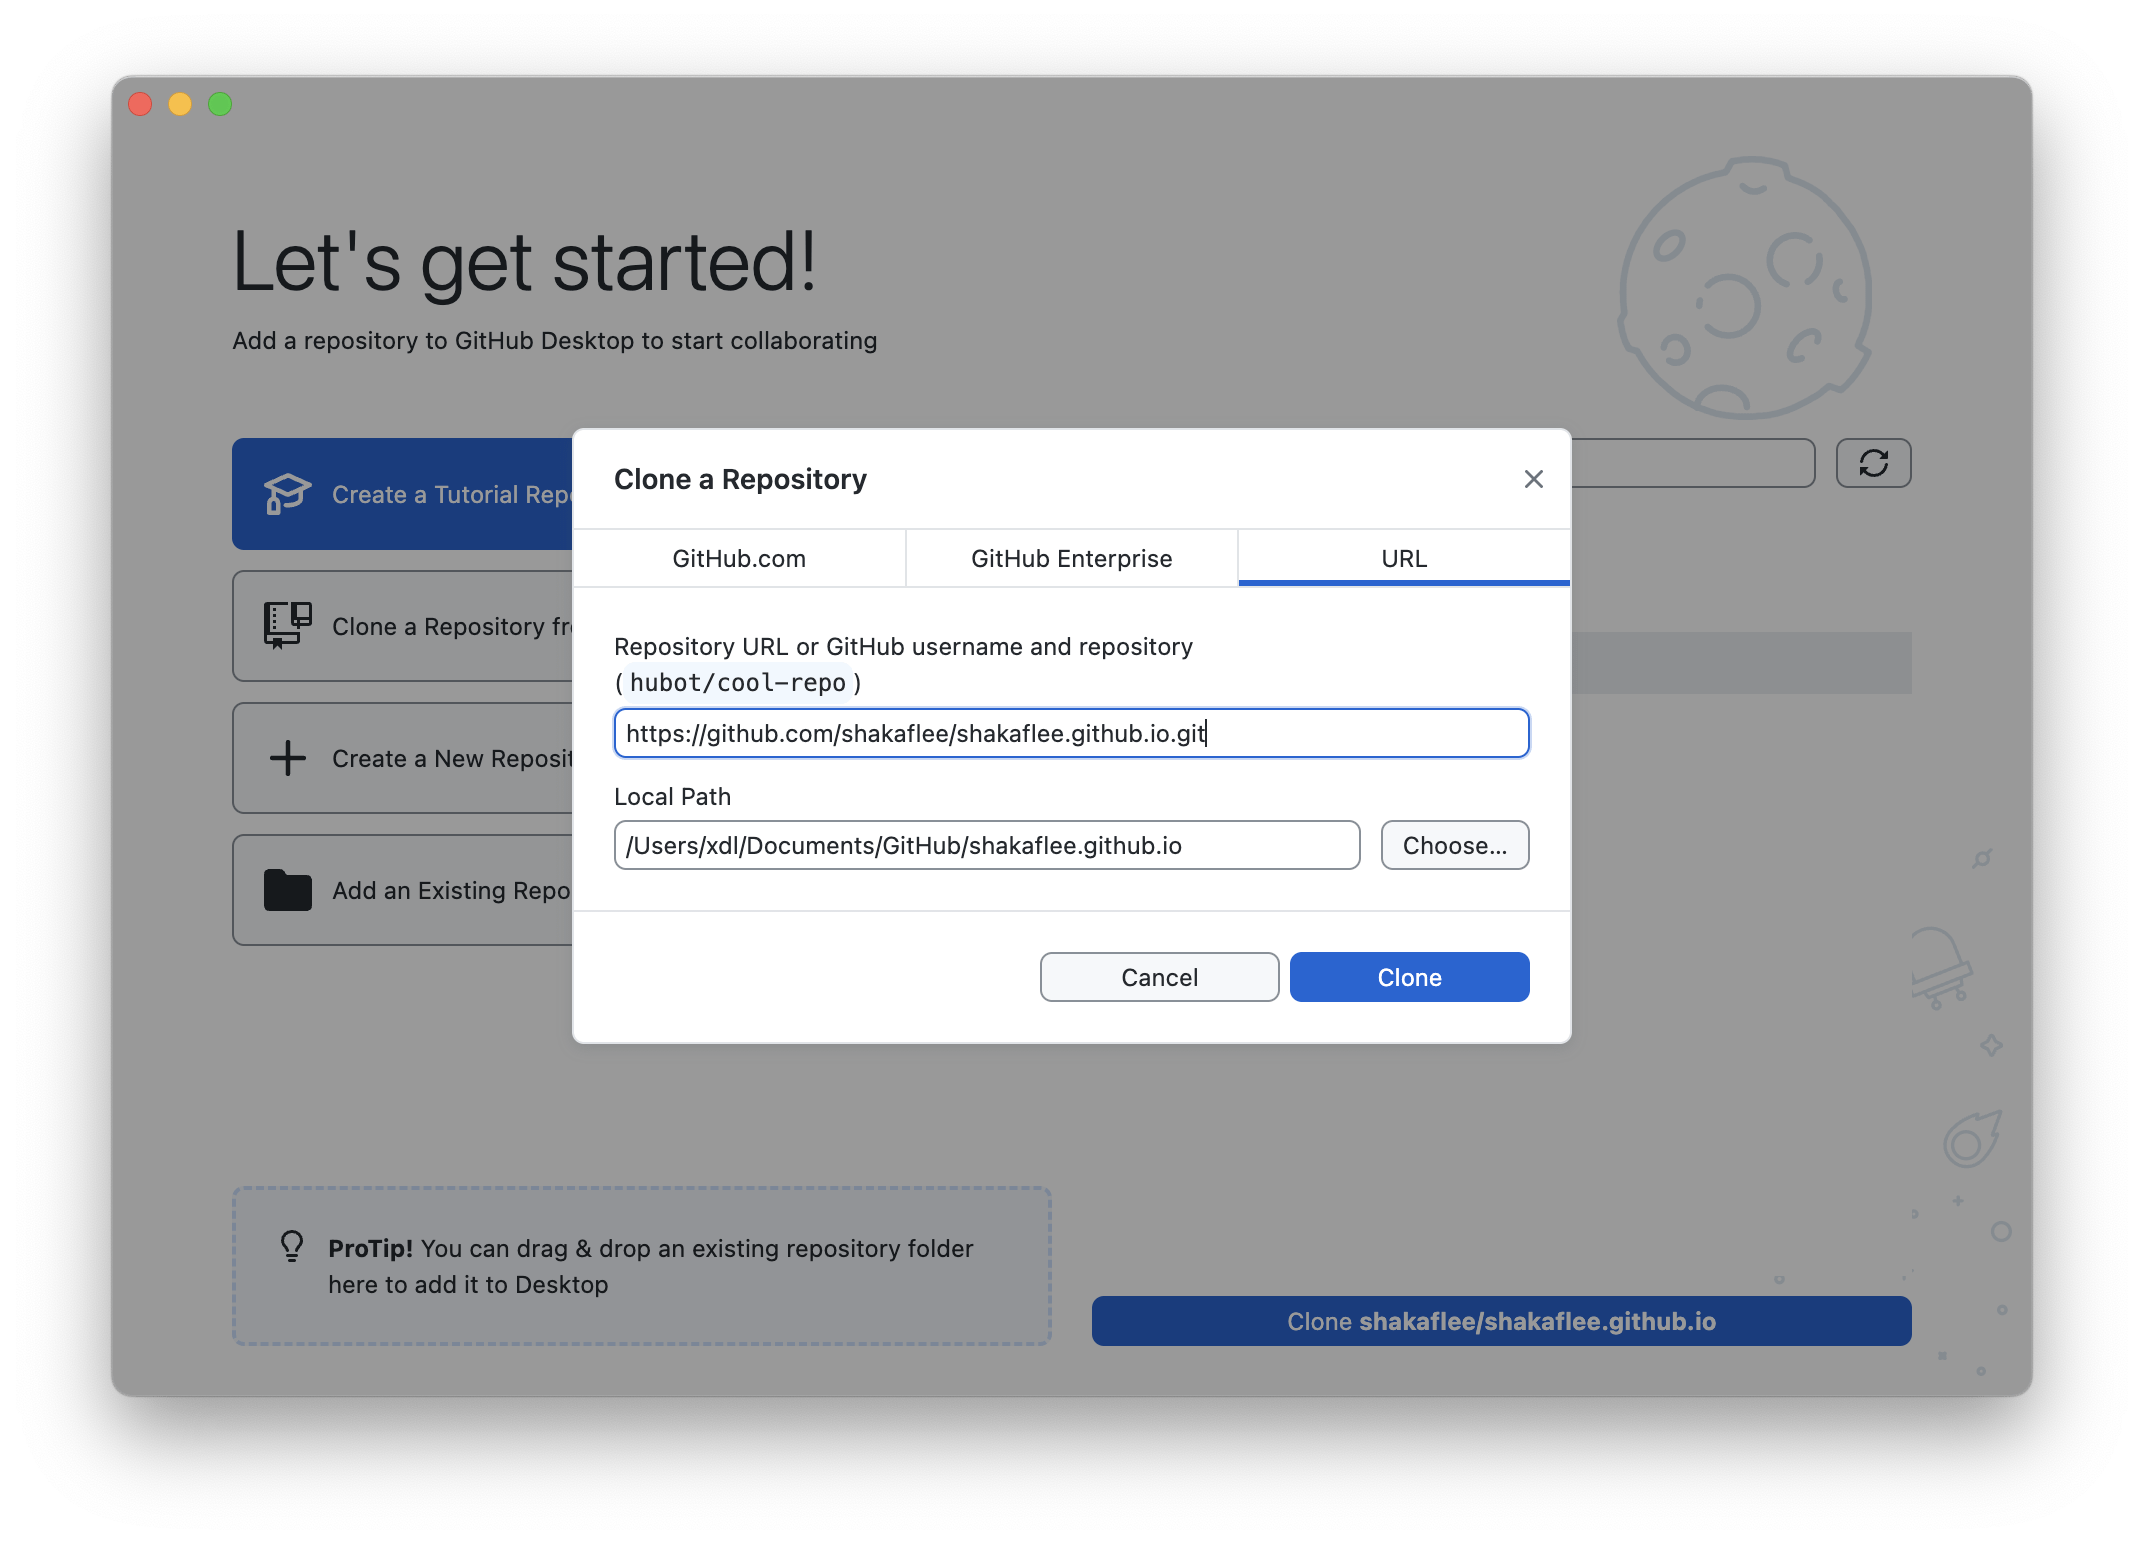 Let's get started!
Add a repository to GitHub Desktop to start collaborating
Create a Tutorial Rep
Clone a Repository fr
Create a New Reposit
Add an Existing Repo
Clone a Repository
GitHub.com
GitHub Enterprise
URL
Repository URL or GitHub username and repository
(hubot/cool-repo)
https://github.com/shakaflee/shakaflee.github.io.git
Local Path
/Users/xdl/Documents/GitHub/shakaflee.github.io
Choose...
Cancel
Clone
ProTip! You can drag & drop an existing repository folder
here to add it to Desktop
Clone shakaflee/shakaflee.github.io